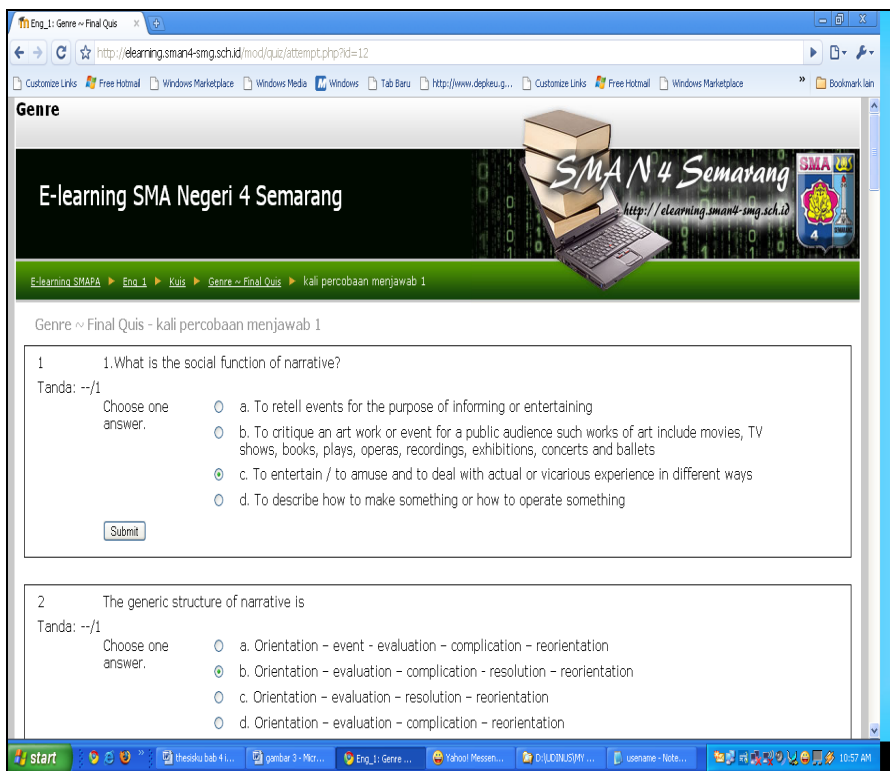 Eng_1: Genre ~ Final Quis
http://elearning.sman4-smg.sch.id/mod/quiz/attempt.php?id=12
Customize Links Free Hotmail Windows Marketplace Windows Media Windows Tab Baru http://www.depkeu.g... Customize Links Free Hotmail Windows Marketplace » Bookmark lain
Genre
E-learning SMA Negeri 4 Semarang
SMA N 4 Semarang
http://elearning.sman4-smg.sch.id
SMA
4
SEMARANG
E-learning SMAPA ► Eng_1 ► Kuis ► Genre ~ Final Quis ► kali percobaan menjawab 1
Genre ~ Final Quis - kali percobaan menjawab 1
1 1.What is the social function of narrative?
Tanda: --/1
Choose one answer.
a. To retell events for the purpose of informing or entertaining
b. To critique an art work or event for a public audience such works of art include movies, TV
shows, books, plays, operas, recordings, exhibitions, concerts and ballets
c. To entertain / to amuse and to deal with actual or vicarious experience in different ways
d. To describe how to make something or how to operate something
Submit
2 The generic structure of narrative is
Tanda: --/1
Choose one answer.
a. Orientation – event - evaluation – complication – reorientation
b. Orientation – evaluation – complication - resolution – reorientation
c. Orientation – evaluation – resolution – reorientation
d. Orientation – evaluation – complication – reorientation
start thesisku bab 4 i... gambar 3 - Micr... Eng_1: Genre ... Yahoo! Messen... D:\UDINUS\MY ... usename - Note... 10:57 AM